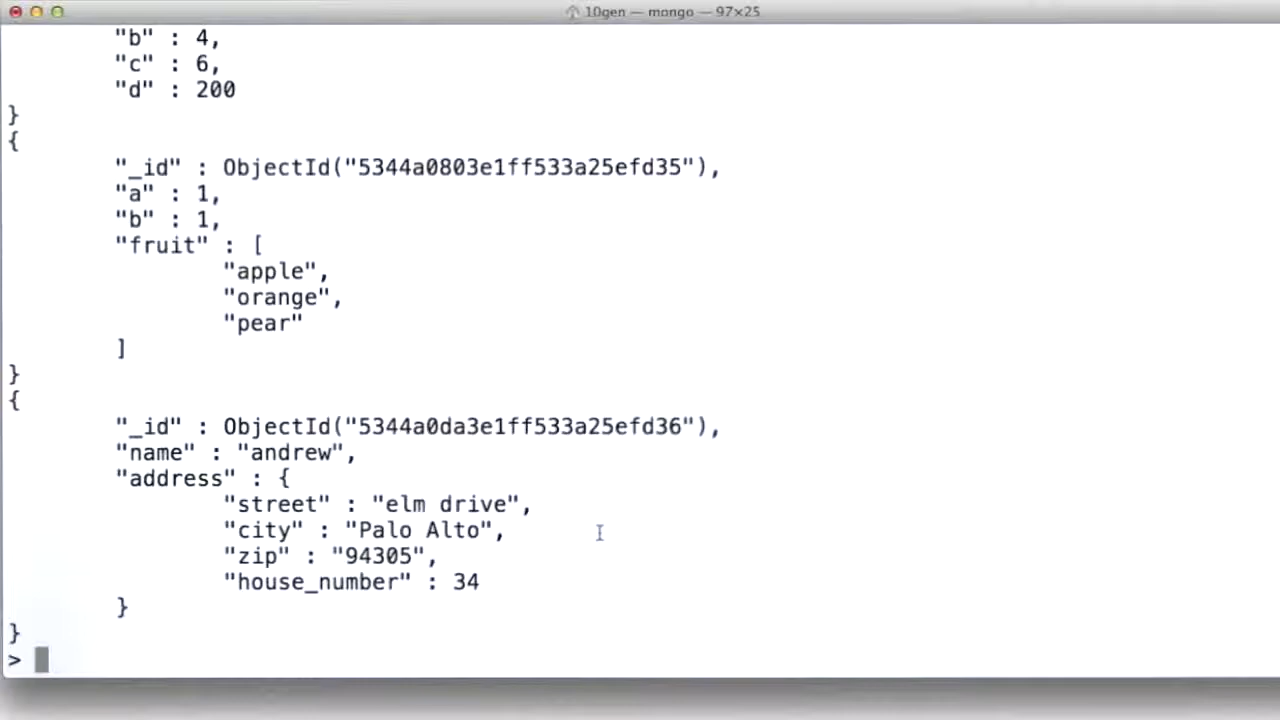 10gen — mongo — 97×25
"b" : 4,
"c" : 6,
"d" : 200
}
{
"_id" : ObjectId("5344a0803e1ff533a25efd35"),
"a" : 1,
"b" : 1,
"fruit" : [
"apple",
"orange",
"pear"
]
}
{
"_id" : ObjectId("5344a0da3e1ff533a25efd36"),
"name" : "andrew",
"address" : {
"street" : "elm drive",
"city" : "Palo Alto",
"zip" : "94305",
"house_number" : 34
}
}
>